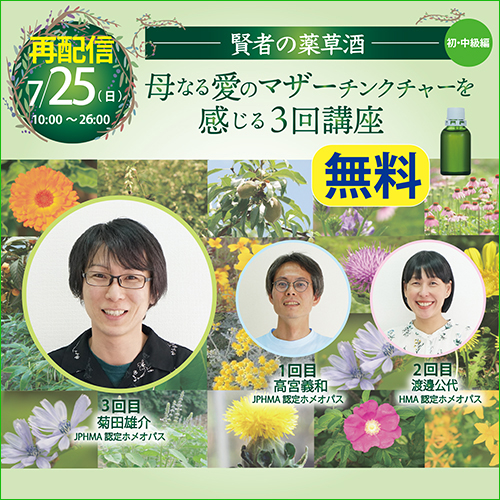 再配信
7/25(日)
10:00 〜26:00
賢者の薬草酒
初・中級編
母なる愛のマザーチンクチャーを
感じる3回講座
無料
1回目
高宮義和
JPHMA 認定ホメオパス
2回目
渡邊公代
HMA 認定ホメオパス
3回目
菊田雄介
JPHMA 認定ホメオパス